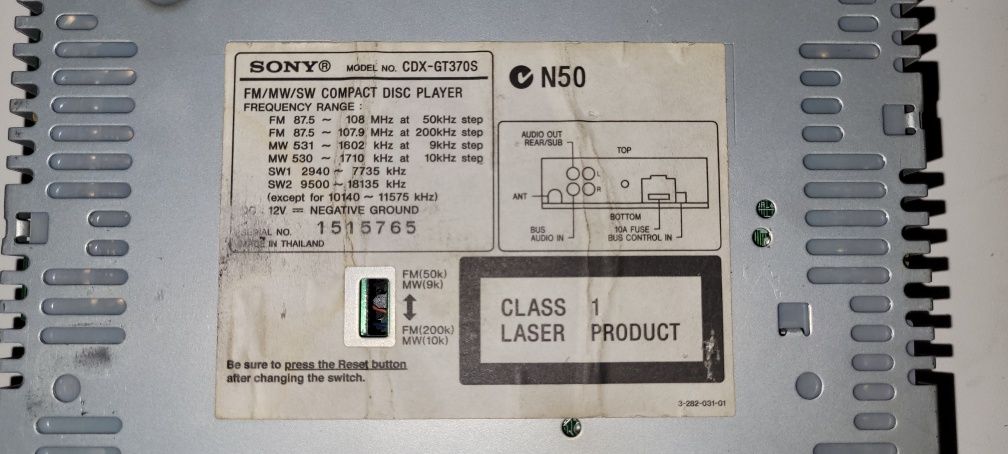 SONY® MODEL NO. CDX-GT370S
FM/MW/SW COMPACT DISC PLAYER
FREQUENCY RANGE :
FM 87.5 ~ 108 MHz at 50kHz step
FM 87.5 ~ 107.9 MHz at 200kHz step
MW 531 ~ 1602 kHz at 9kHz step
MW 530 ~ 1710 kHz at 10kHz step
SW1 2940 ~ 7735 kHz
SW2 9500 ~ 18135 kHz
(except for 10140 ~ 11575 kHz)
DC 12V ⎓ NEGATIVE GROUND
SERIAL NO. 1515765
MADE IN THAILAND
N50
AUDIO OUT
REAR/SUB
TOP
L
R
ANT
BOTTOM
BUS
AUDIO IN
10A FUSE
BUS CONTROL IN
FM(50k)
MW(9k)
FM(200k)
MW(10k)
Be sure to press the Reset button
after changing the switch.
CLASS 1
LASER PRODUCT
3-282-031-01